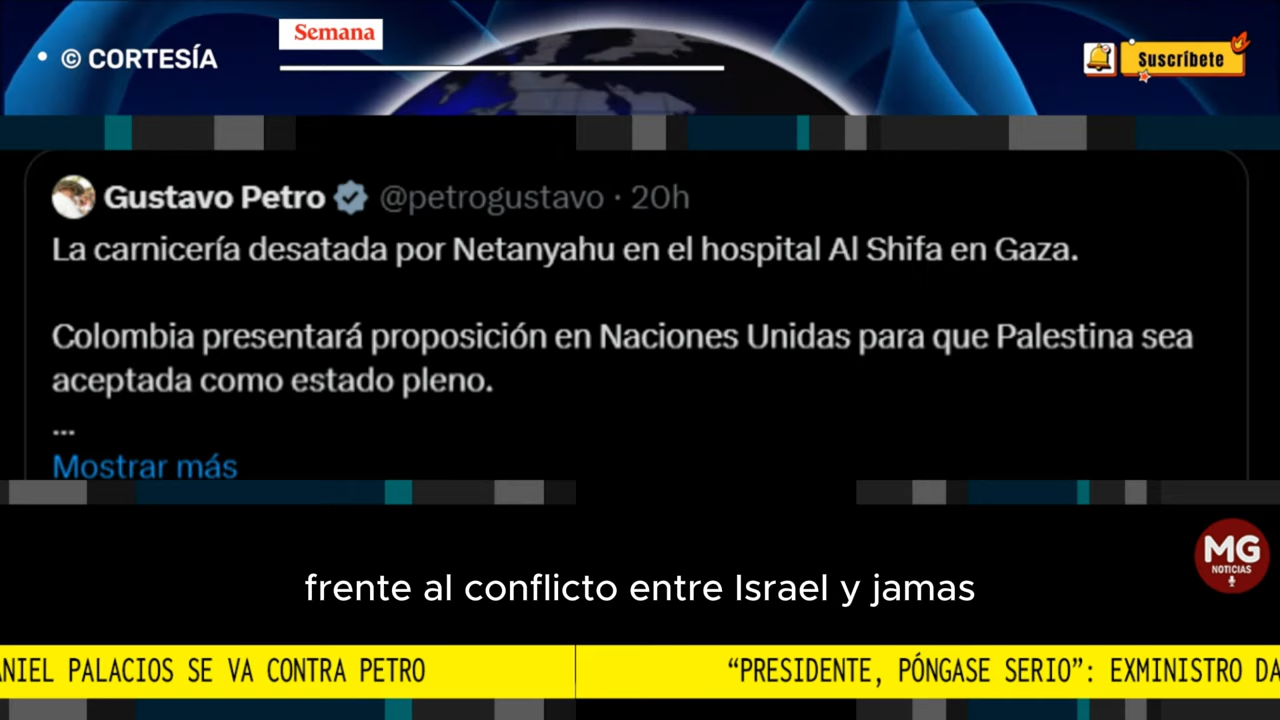 © CORTESÍA
Semana
Suscríbete
Gustavo Petro @petrogustavo · 20h
La carnicería desatada por Netanyahu en el hospital Al Shifa en Gaza.
Colombia presentará proposición en Naciones Unidas para que Palestina sea
aceptada como estado pleno.
...
Mostrar más
MG
NOTICIAS
frente al conflicto entre Israel y jamas
ANIEL PALACIOS SE VA CONTRA PETRO
“PRESIDENTE, PÓNGASE SERIO”: EXMINISTRO DA